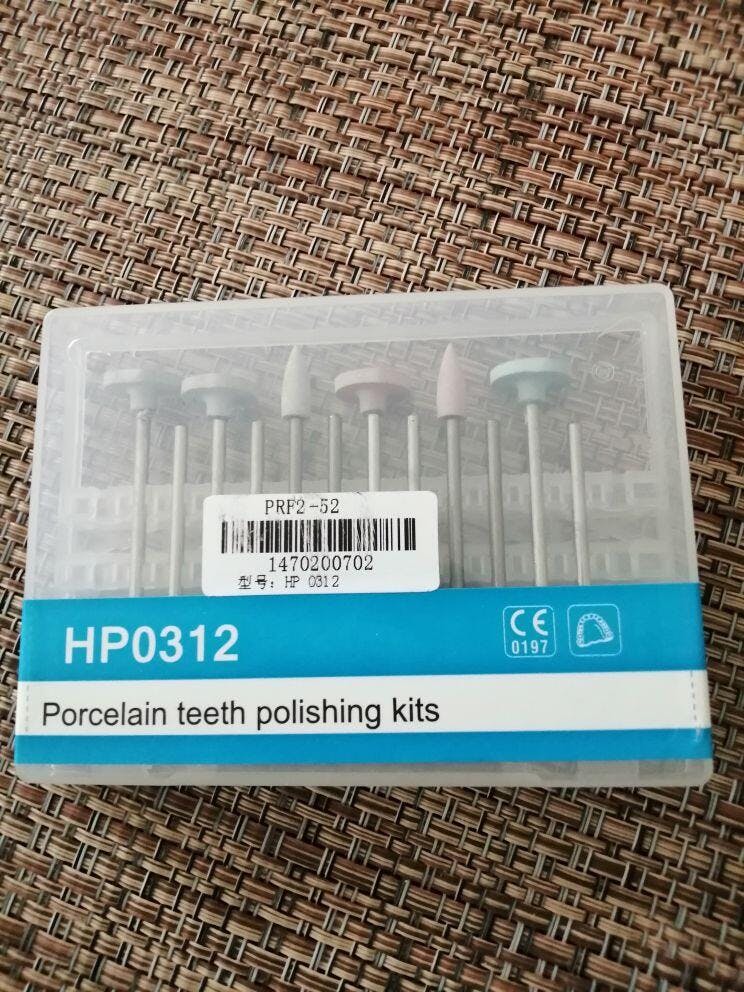 PRF2-52
1470200702
型号: HP 0312
HP0312
CE
0197
Porcelain teeth polishing kits